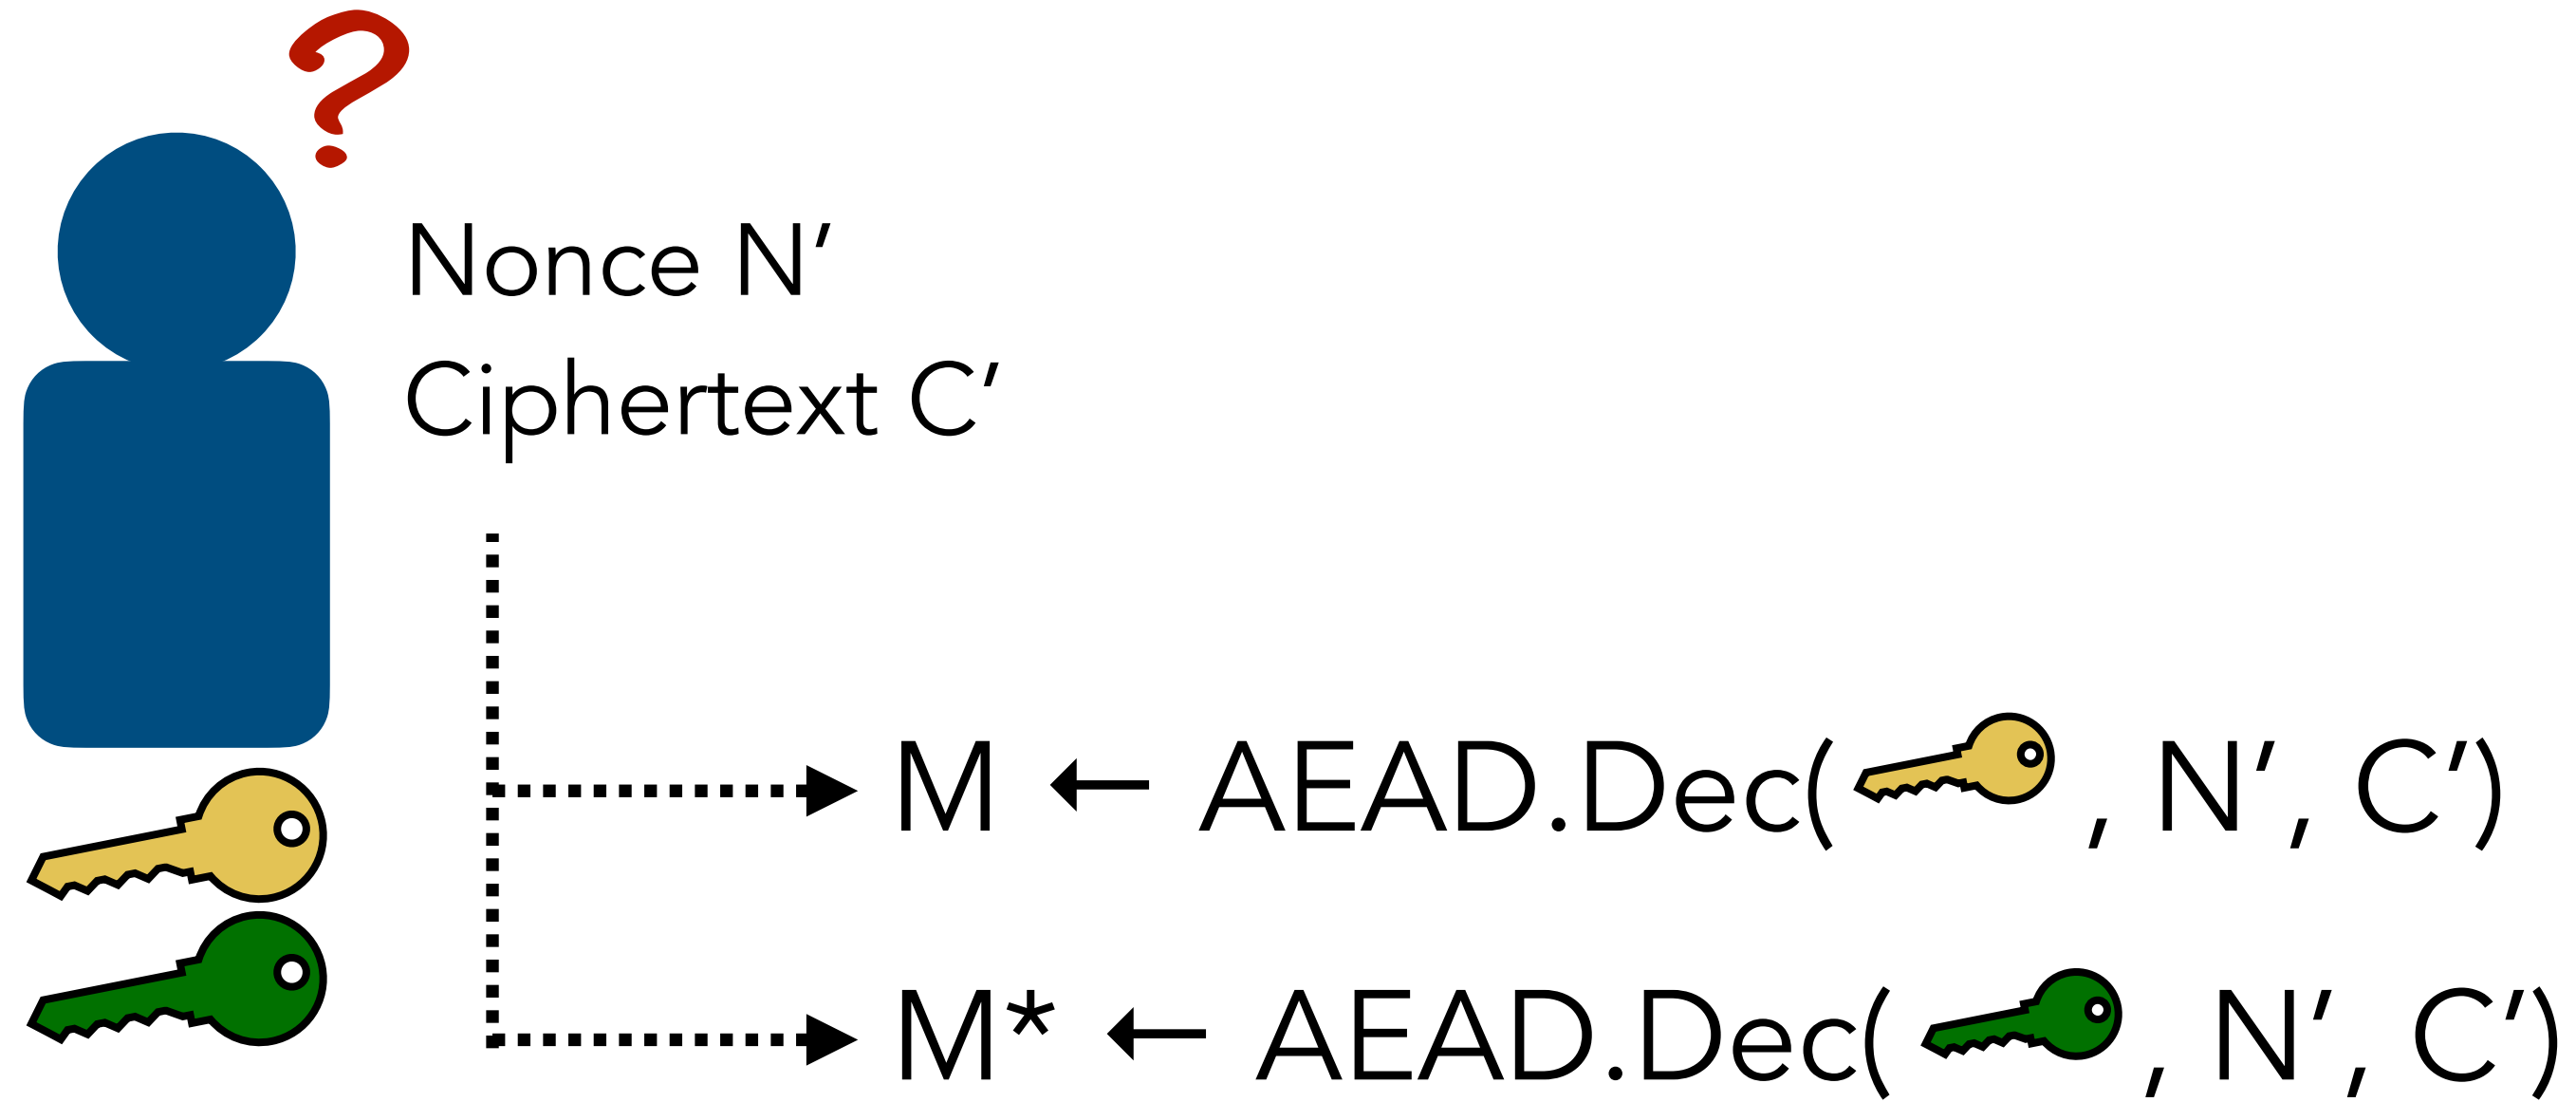 ?
Nonce N′
Ciphertext C′
M ← AEAD.Dec( , N′, C′)
M* ← AEAD.Dec( , N′, C′)